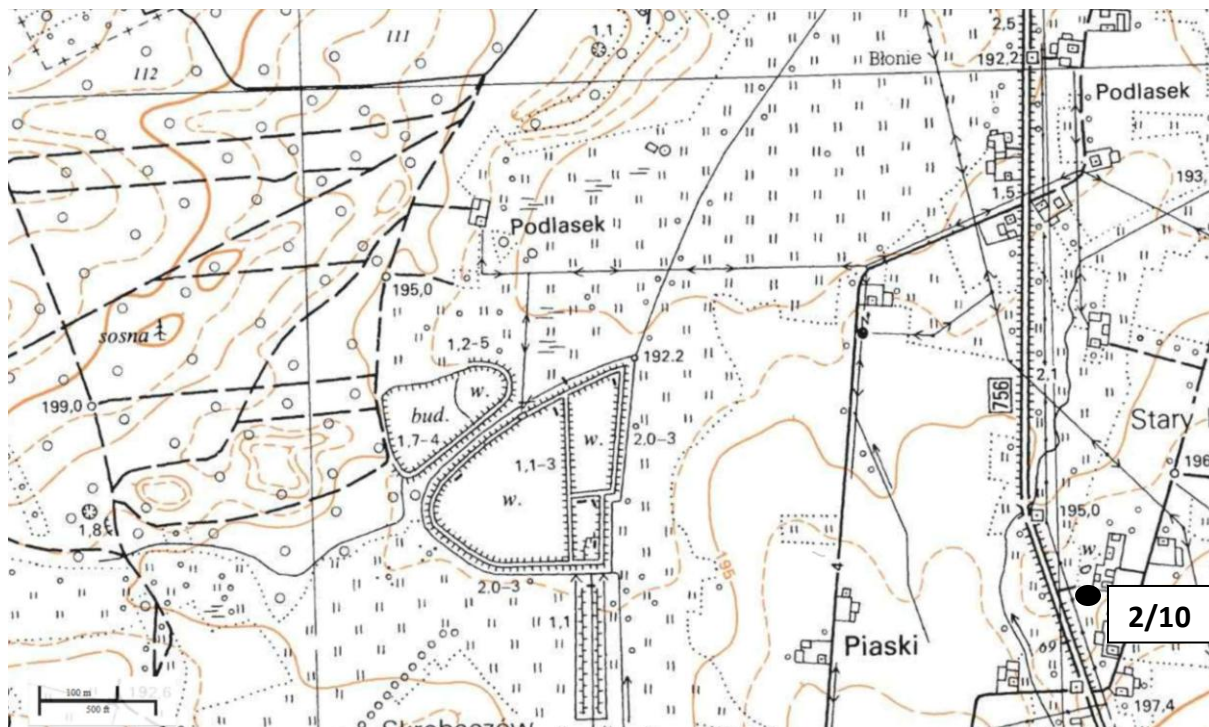 111
1,1
2,5
112
Błonie
192,2
Podlasek
1.5
193,
Podlasek
195,0
sosna
1,2-5
192.2
w.
2.1
199,0
bud.
756
w.
2.0-3
Stary
1.7-4
1,1-3
196
w.
1.8
195,0
w.
2.0-3
4
1,1
2/10
Piaski
69
100 m
192,6
500 ft
197,4